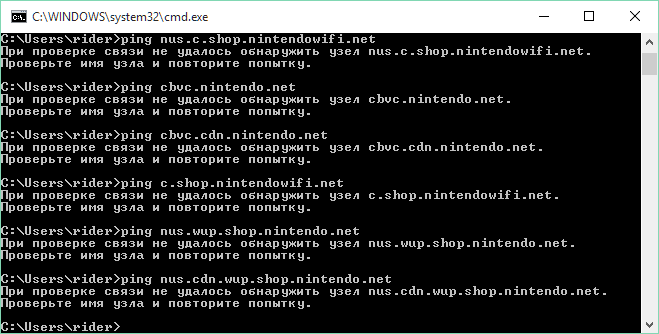 C:\WINDOWS\system32\cmd.exe
C:\Users\rider>ping nus.c.shop.nintendowifi.net
При проверке связи не удалось обнаружить узел nus.c.shop.nintendowifi.net.
Проверьте имя узла и повторите попытку.
C:\Users\rider>ping cbvc.nintendo.net
При проверке связи не удалось обнаружить узел cbvc.nintendo.net.
Проверьте имя узла и повторите попытку.
C:\Users\rider>ping cbvc.cdn.nintendo.net
При проверке связи не удалось обнаружить узел cbvc.cdn.nintendo.net.
Проверьте имя узла и повторите попытку.
C:\Users\rider>ping c.shop.nintendowifi.net
При проверке связи не удалось обнаружить узел c.shop.nintendowifi.net.
Проверьте имя узла и повторите попытку.
C:\Users\rider>ping nus.wup.shop.nintendo.net
При проверке связи не удалось обнаружить узел nus.wup.shop.nintendo.net.
Проверьте имя узла и повторите попытку.
C:\Users\rider>ping nus.cdn.wup.shop.nintendo.net
При проверке связи не удалось обнаружить узел nus.cdn.wup.shop.nintendo.net.
Проверьте имя узла и повторите попытку.
C:\Users\rider>